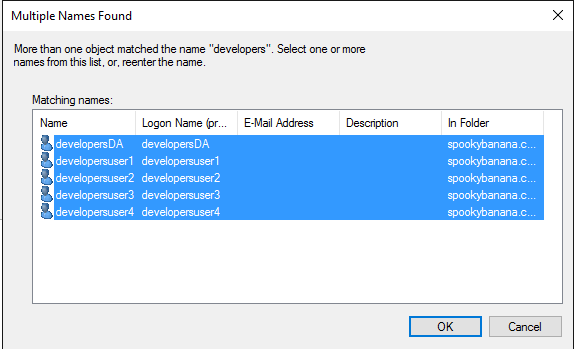 Multiple Names Found
More than one object matched the name "developers". Select one or more
names from this list, or, reenter the name.
Matching names:
Name Logon Name (pr... E-Mail Address Description In Folder
developersDA developersDA spookybanana.c...
developersuser1 developersuser1 spookybanana.c...
developersuser2 developersuser2 spookybanana.c...
developersuser3 developersuser3 spookybanana.c...
developersuser4 developersuser4 spookybanana.c...
OK Cancel